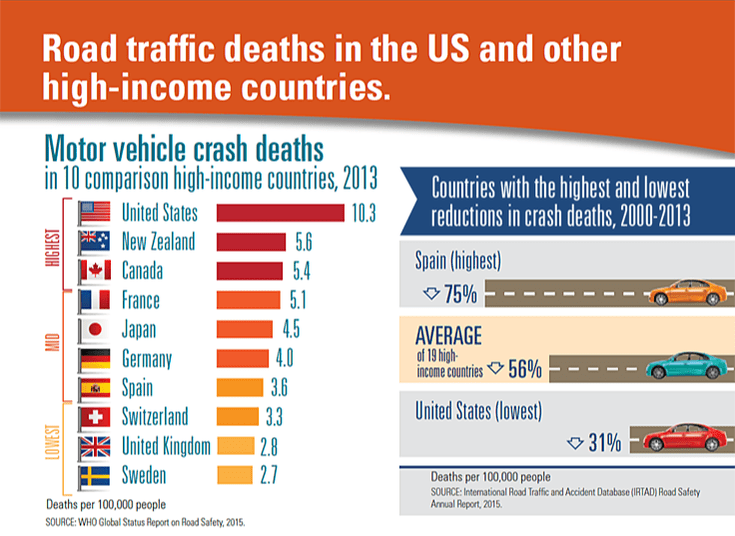 Road traffic deaths in the US and other
high-income countries.
Motor vehicle crash deaths
in 10 comparison high-income countries, 2013
HIGHEST
United States 10.3
New Zealand 5.6
Canada 5.4
MID
France 5.1
Japan 4.5
Germany 4.0
Spain 3.6
LOWEST
Switzerland 3.3
United Kingdom 2.8
Sweden 2.7
Deaths per 100,000 people
SOURCE: WHO Global Status Report on Road Safety, 2015.
Countries with the highest and lowest
reductions in crash deaths, 2000-2013
Spain (highest)
75%
AVERAGE
of 19 high-
income countries 56%
United States (lowest)
31%
Deaths per 100,000 people
SOURCE: International Road Traffic and Accident Database (IRTAD) Road Safety
Annual Report, 2015.